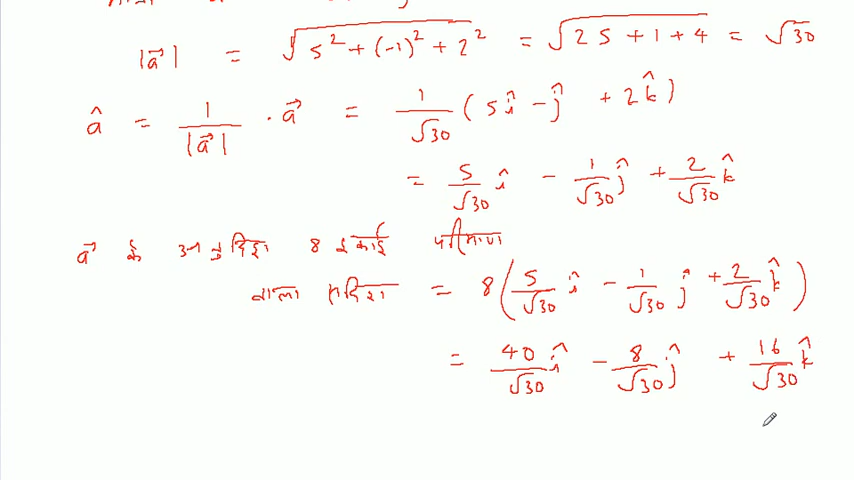 |a⃗| = √(5² + (-1)² + 2²) = √(25 + 1 + 4) = √30
â = 1/|a⃗| · a⃗ = 1/√30 (5î - ĵ + 2k̂)
= 5/√30 î - 1/√30 ĵ + 2/√30 k̂
a⃗ के अनुदिश 8 इकाई परिमाण
वाला सदिश = 8(5/√30 î - 1/√30 ĵ + 2/√30 k̂)
= 40/√30 î - 8/√30 ĵ + 16/√30 k̂